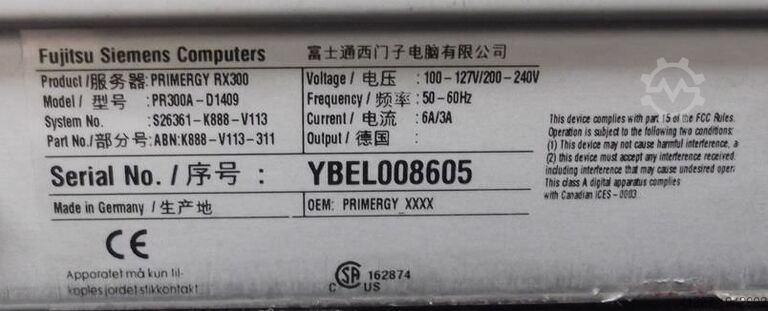 Fujitsu Siemens Computers
富士通西门子电脑有限公司
Product/服务器: PRIMERGY RX300
Model / 型号: PR300A-D1409
System No.: S26361-K888-V113
Part No./部分号: ABN:K888-V113-311
Voltage / 电压: 100-127V/200-240V
Frequency/ 频率: 50-60Hz
Current / 电流: 6A/3A
Output / 德国:
Serial No. / 序号: YBEL008605
Made in Germany / 生产地
OEM: PRIMERGY_XXXX
This device complies with part 15 of the FCC Rules.
Operation is subject to the following two conditions:
(1) This device may not cause harmful interference, a
(2) this device must accept any interference received,
including interference that may cause undesired oper
This class A digital apparatus complies
with Canadian ICES-0003
CE
Apparatet må kun til-
koples jordet stikkontakt
C SA US 162874